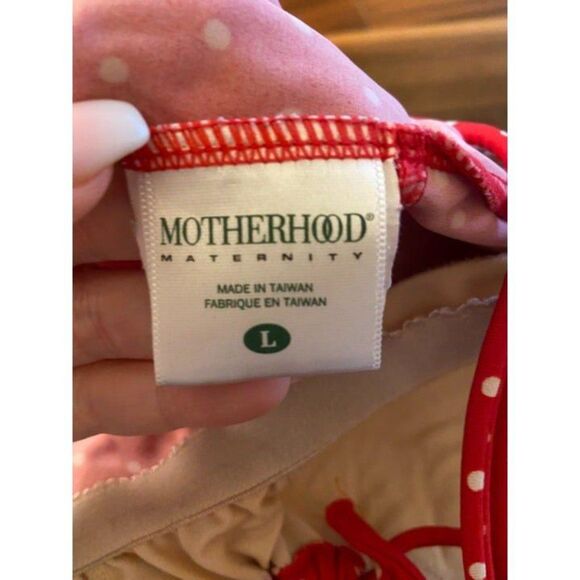 MOTHERHOOD®
MATERNITY
MADE IN TAIWAN
FABRIQUE EN TAIWAN
L